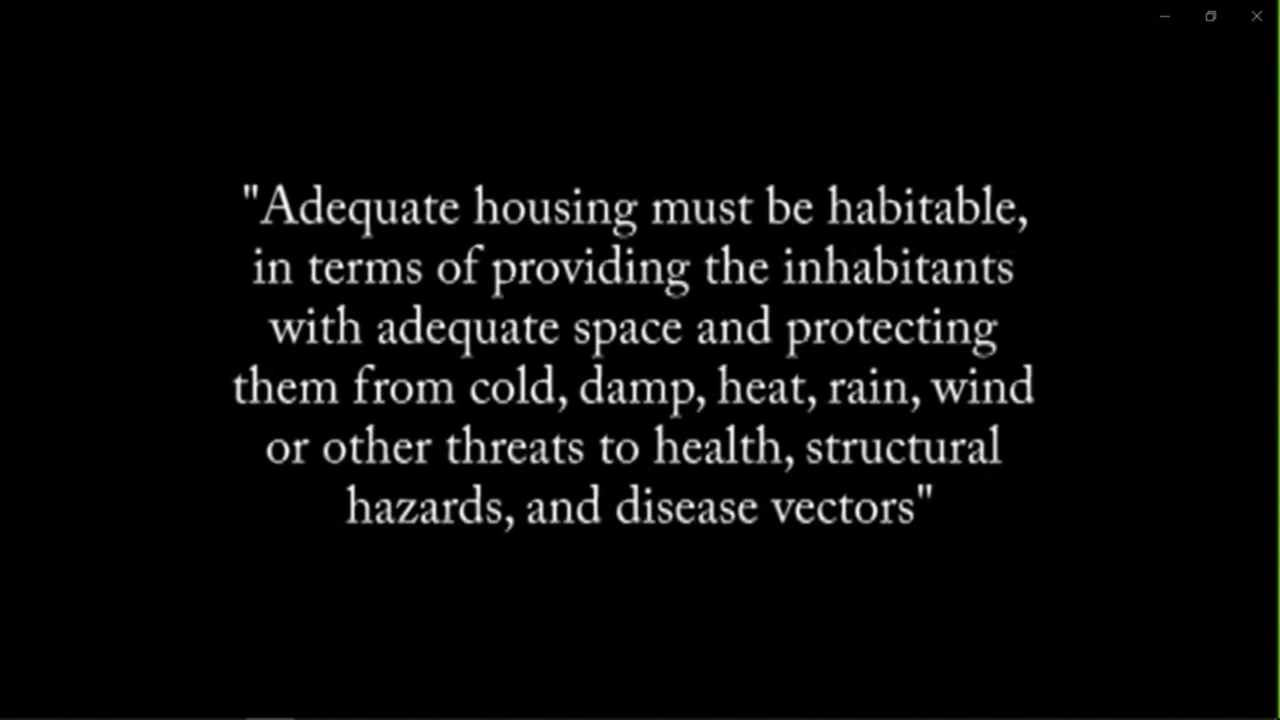 "Adequate housing must be habitable,
in terms of providing the inhabitants
with adequate space and protecting
them from cold, damp, heat, rain, wind
or other threats to health, structural
hazards, and disease vectors"